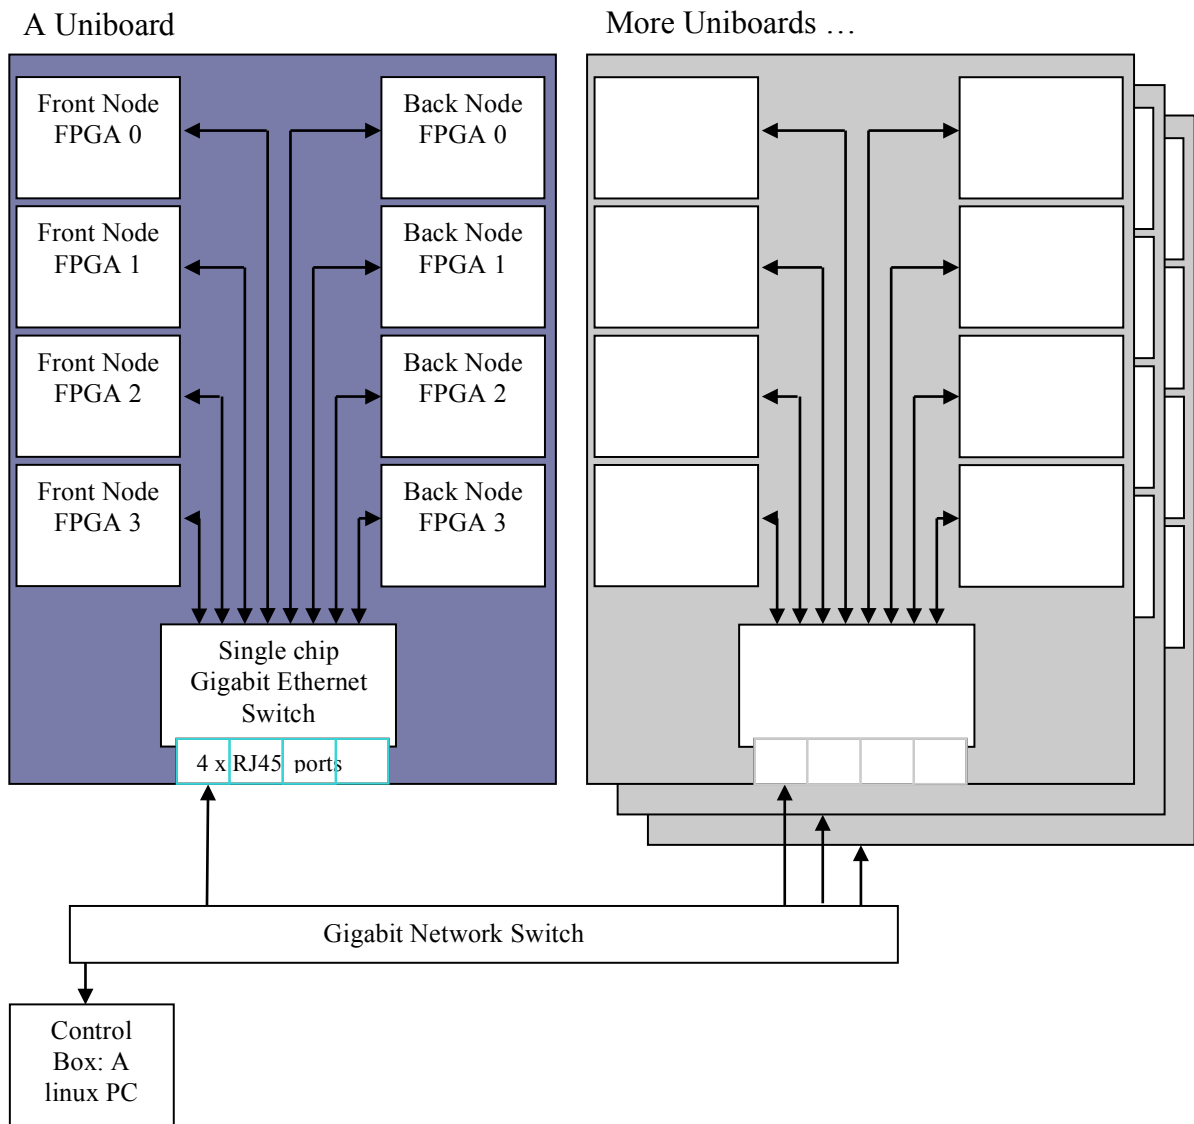 A Uniboard
More Uniboards …
Front Node
FPGA 0
Back Node
FPGA 0
Front Node
FPGA 1
Back Node
FPGA 1
Front Node
FPGA 2
Back Node
FPGA 2
Front Node
FPGA 3
Back Node
FPGA 3
Single chip
Gigabit Ethernet
Switch
4 x RJ45 ports
Gigabit Network Switch
Control
Box: A
linux PC